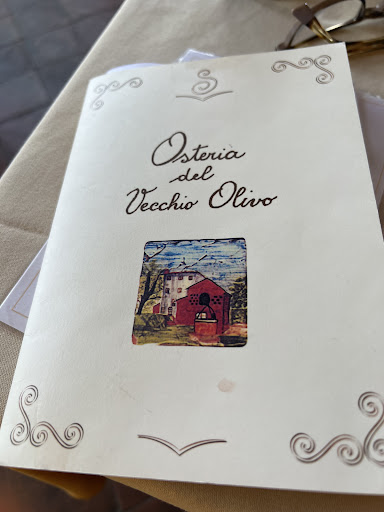 Osteria
del
Vecchio Olivo